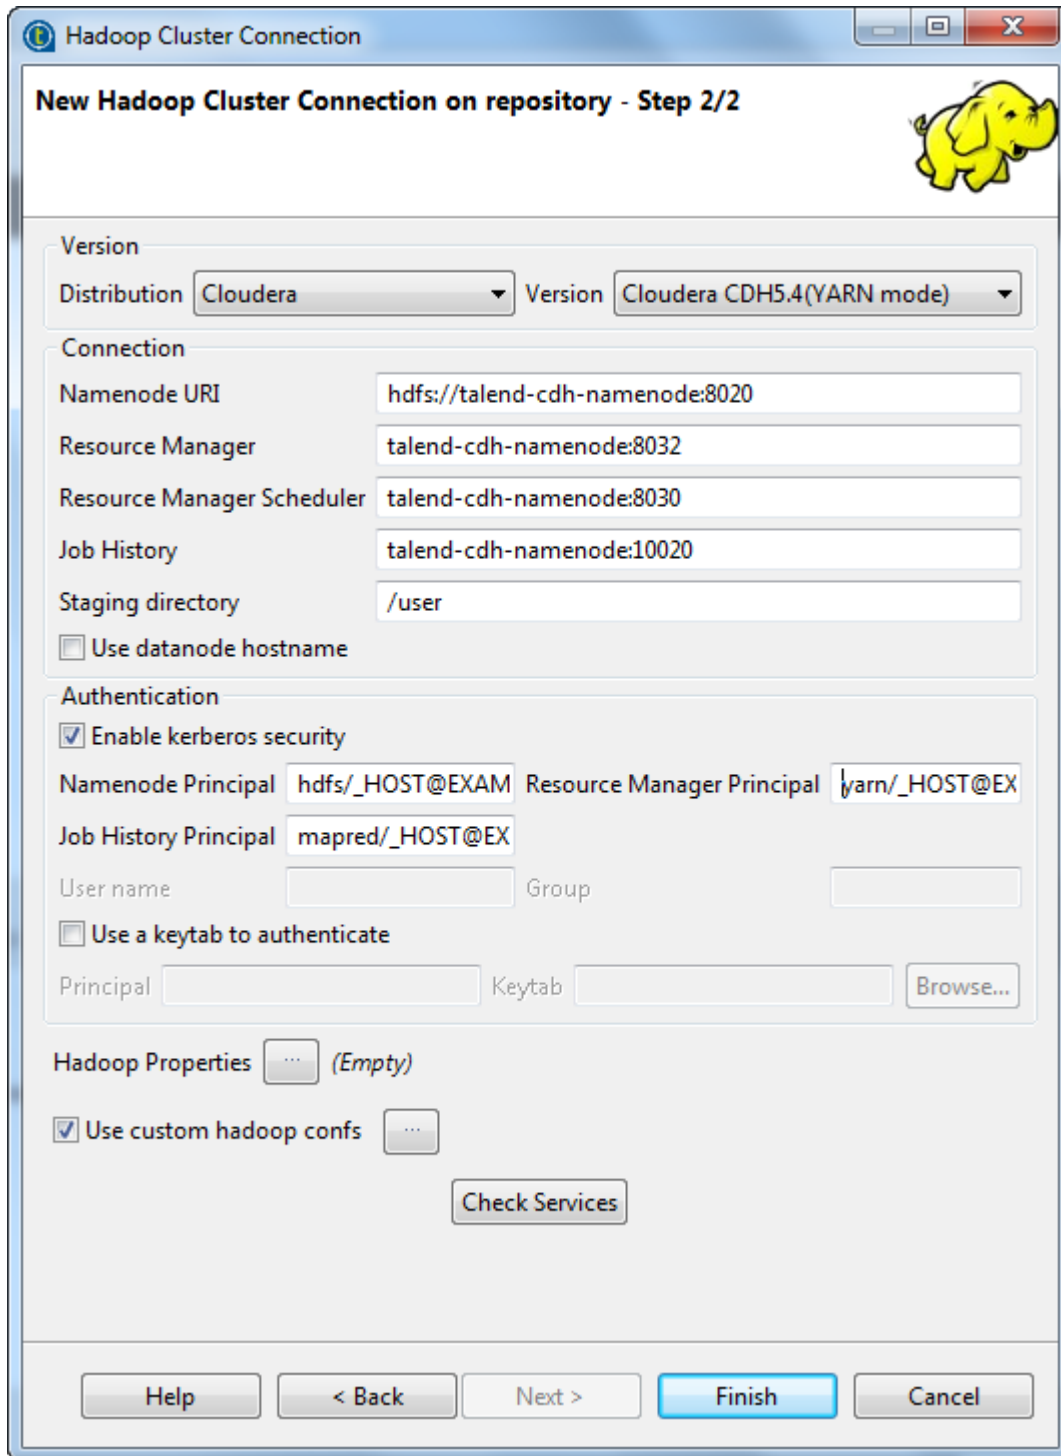 Hadoop Cluster Connection
New Hadoop Cluster Connection on repository - Step 2/2
Version
Distribution Cloudera Version Cloudera CDH5.4(YARN mode)
Connection
Namenode URI hdfs://talend-cdh-namenode:8020
Resource Manager talend-cdh-namenode:8032
Resource Manager Scheduler talend-cdh-namenode:8030
Job History talend-cdh-namenode:10020
Staging directory /user
Use datanode hostname
Authentication
Enable kerberos security
Namenode Principal hdfs/_HOST@EXAM Resource Manager Principal yarn/_HOST@EX
Job History Principal mapred/_HOST@EX
User name Group
Use a keytab to authenticate
Principal Keytab Browse...
Hadoop Properties ... (Empty)
Use custom hadoop confs ...
Check Services
Help < Back Next > Finish Cancel